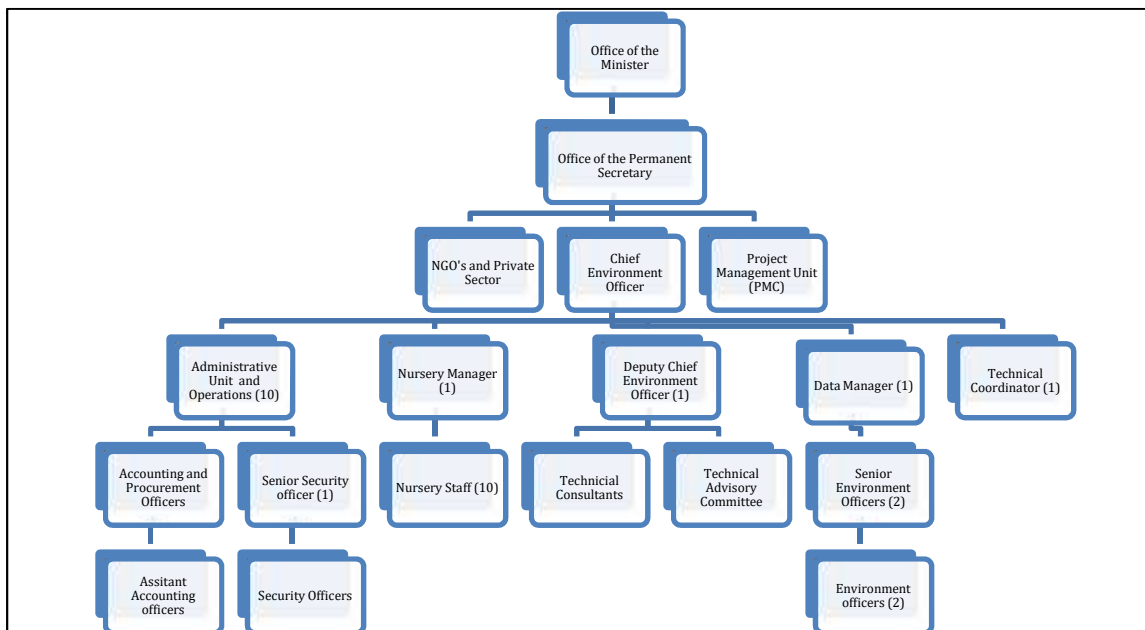 Office of the
Minister
Office of the Permanent
Secretary
NGO's and Private
Sector
Chief
Environment
Officer
Project
Management Unit
(PMC)
Administrative
Unit and
Operations (10)
Nursery Manager
(1)
Deputy Chief
Environment
Officer (1)
Data Manager (1)
Technical
Coordinator (1)
Accounting and
Procurement
Officers
Senior Security
officer (1)
Nursery Staff (10)
Technicial
Consultants
Technical
Advisory
Committee
Senior
Environment
Officers (2)
Assitant
Accounting
officers
Security Officers
Environment
officers (2)